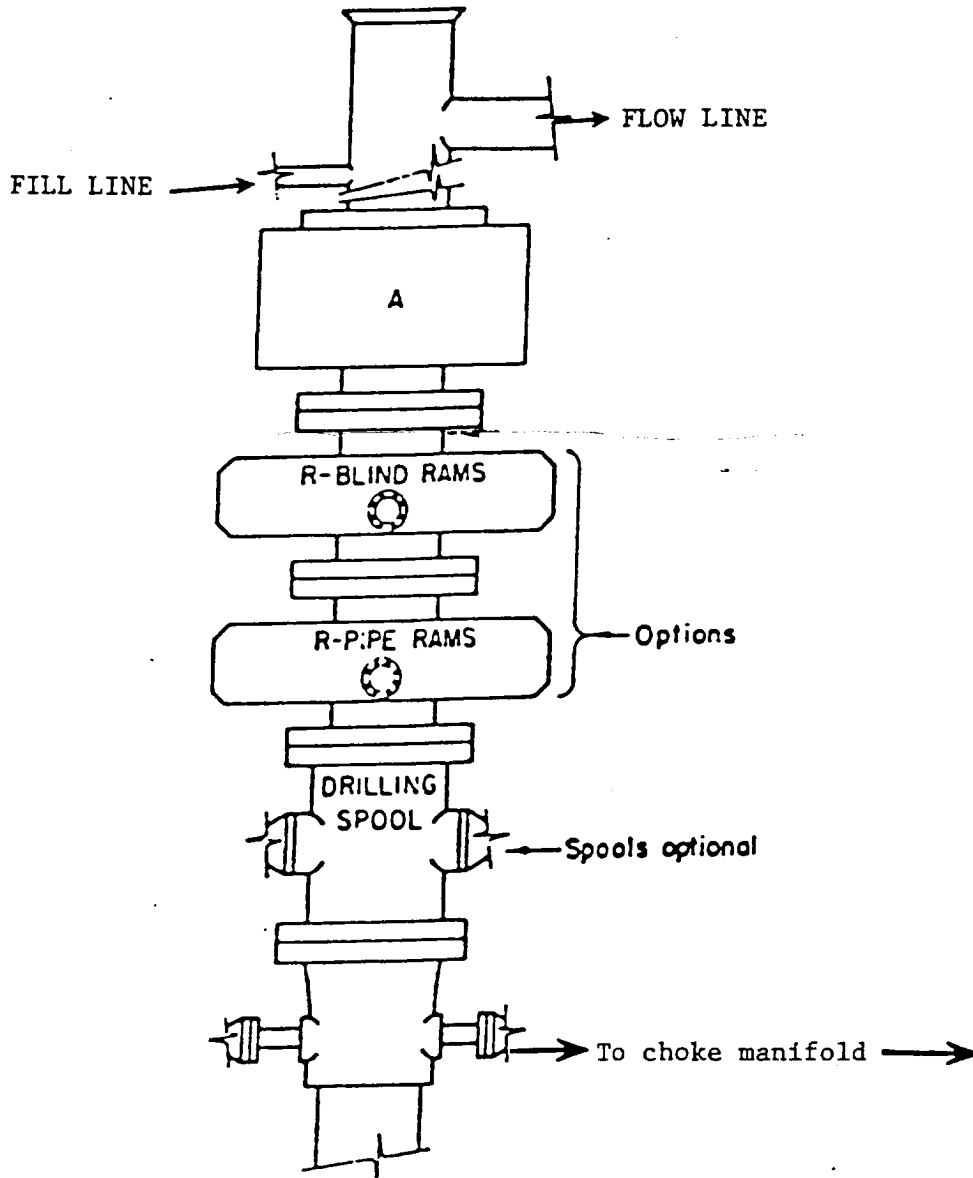 FLOW LINE
FILL LINE
A
R-BLIND RAMS
R-PIPE RAMS
Options
DRILLING
SPOOL
Spools optional
To choke manifold